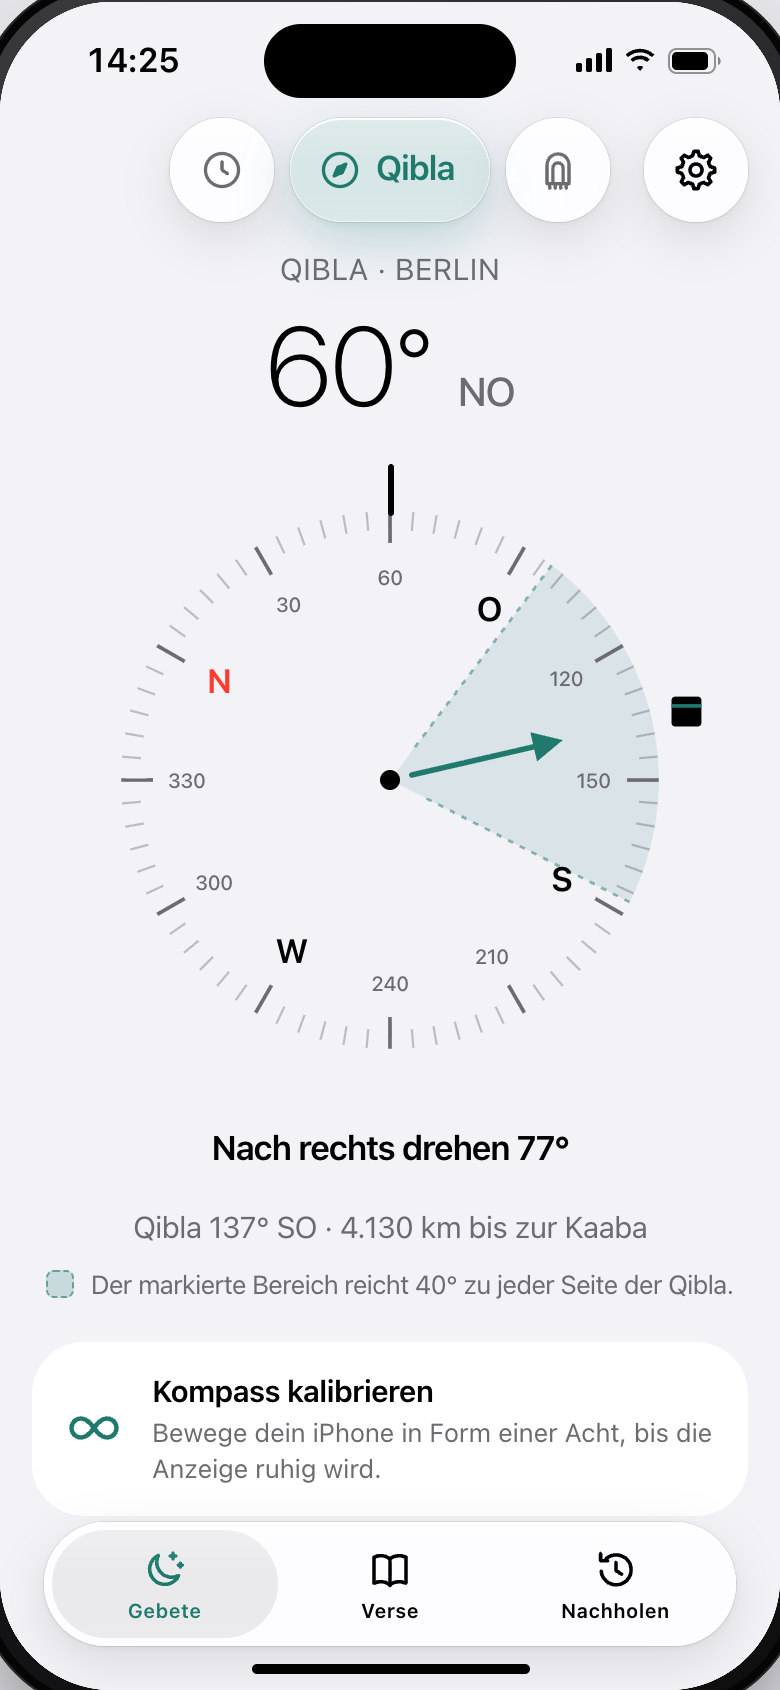 14:25
Qibla
QIBLA · BERLIN
60° NO
60
30
O
N
120
330
150
300
S
W
210
240
Nach rechts drehen 77°
Qibla 137° SO · 4.130 km bis zur Kaaba
Der markierte Bereich reicht 40° zu jeder Seite der Qibla.
Kompass kalibrieren
Bewege dein iPhone in Form einer Acht, bis die
Anzeige ruhig wird.
Gebete
Verse
Nachholen